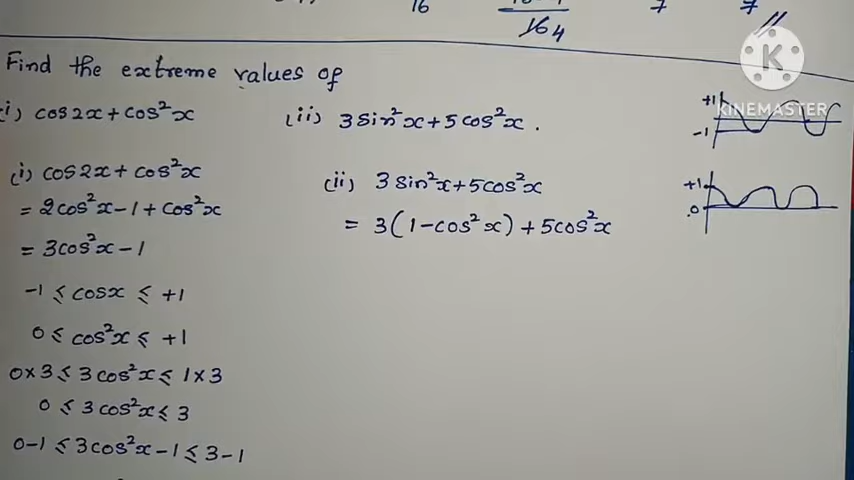 16
16 4
7 7
Find the extreme values of
(i) cos2x+cos²x (ii) 3sin²x+5cos²x.
(i) cos2x+cos²x
= 2cos²x-1+cos²x
= 3cos²x-1
-1 ≤ cosx ≤ +1
0 ≤ cos²x ≤ +1
0×3 ≤ 3cos²x ≤ 1×3
0 ≤ 3cos²x ≤ 3
0-1 ≤ 3cos²x-1 ≤ 3-1
(ii) 3sin²x+5cos²x
= 3(1-cos²x)+5cos²x
K
KINEMASTER
+1
-1
+1
0